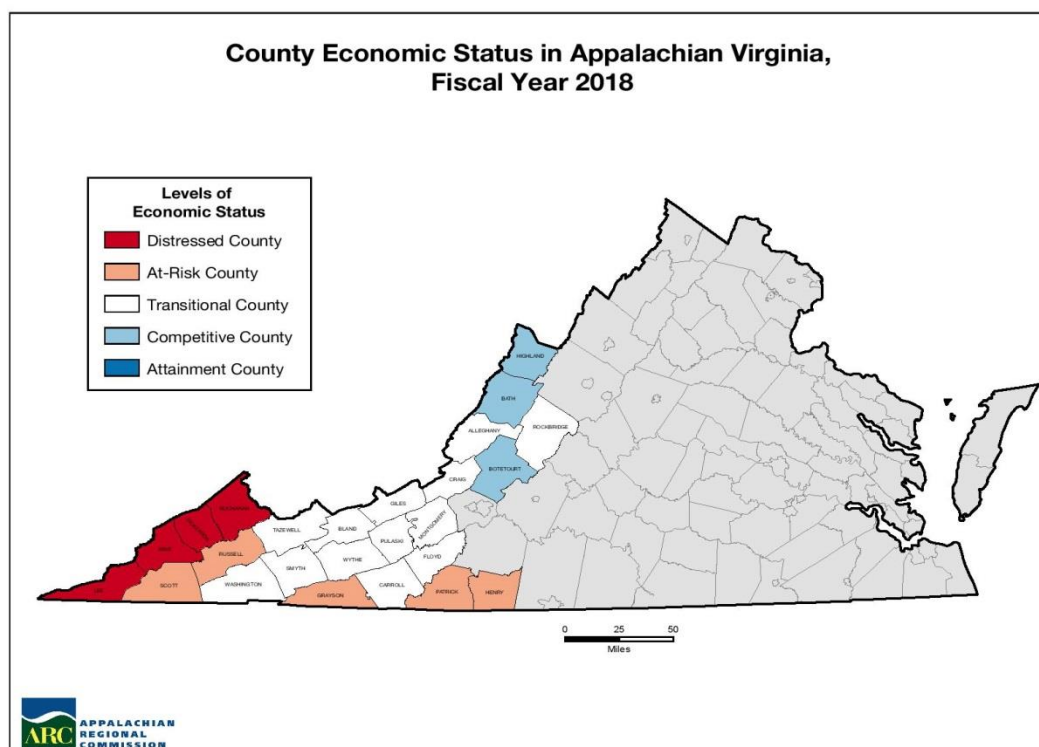 County Economic Status in Appalachian Virginia,
Fiscal Year 2018
Levels of
Economic Status
Distressed County
At-Risk County
Transitional County
Competitive County
Attainment County
HIGHLAND
BATH
ALLEGHANY
ROCKBRIDGE
BOTETOURT
CRAIG
GILES
MONTGOMERY
TAZEWELL
BLAND
PULASKI
FLOYD
WYTHE
SMYTH
RUSSELL
WASHINGTON
SCOTT
CARROLL
GRAYSON
PATRICK
HENRY
0 25 50
Miles
ARC
APPALACHIAN
REGIONAL
COMMISSION